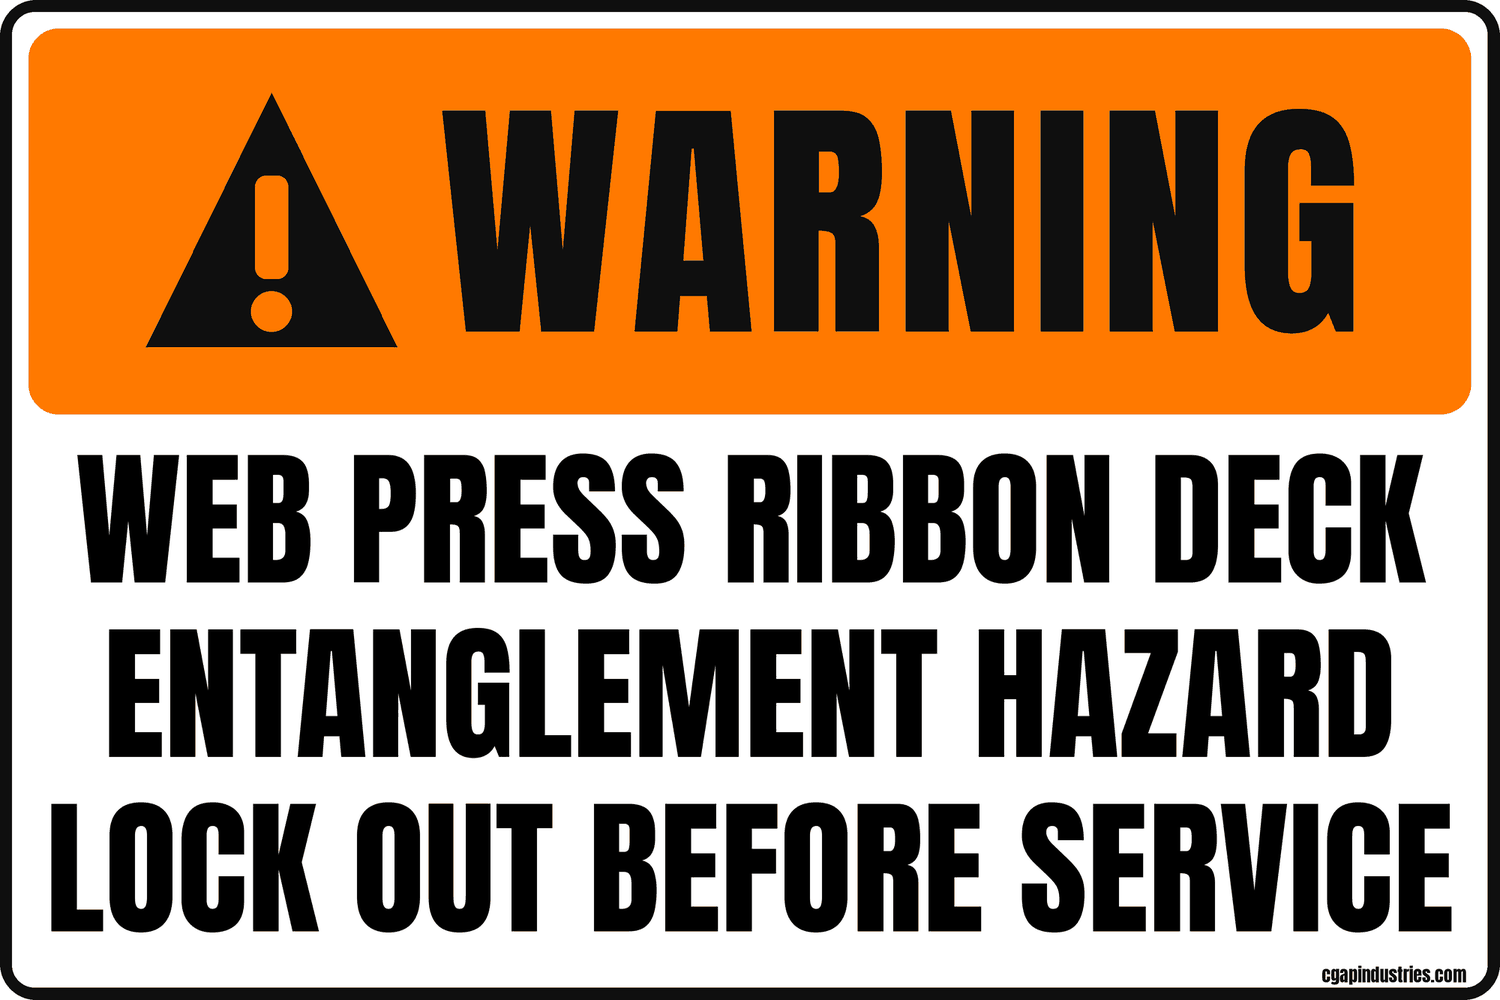 WARNING
WEB PRESS RIBBON DECK
ENTANGLEMENT HAZARD
LOCK OUT BEFORE SERVICE
cgapindustries.com